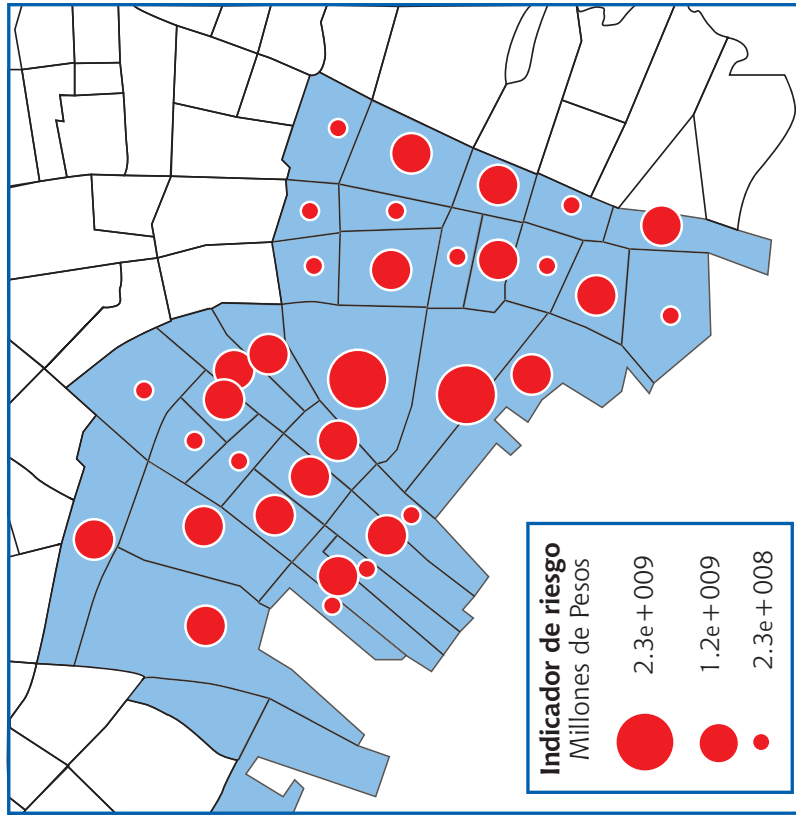 Indicador de riesgo
Millones de Pesos
2.3e+009
1.2e+009
2.3e+008